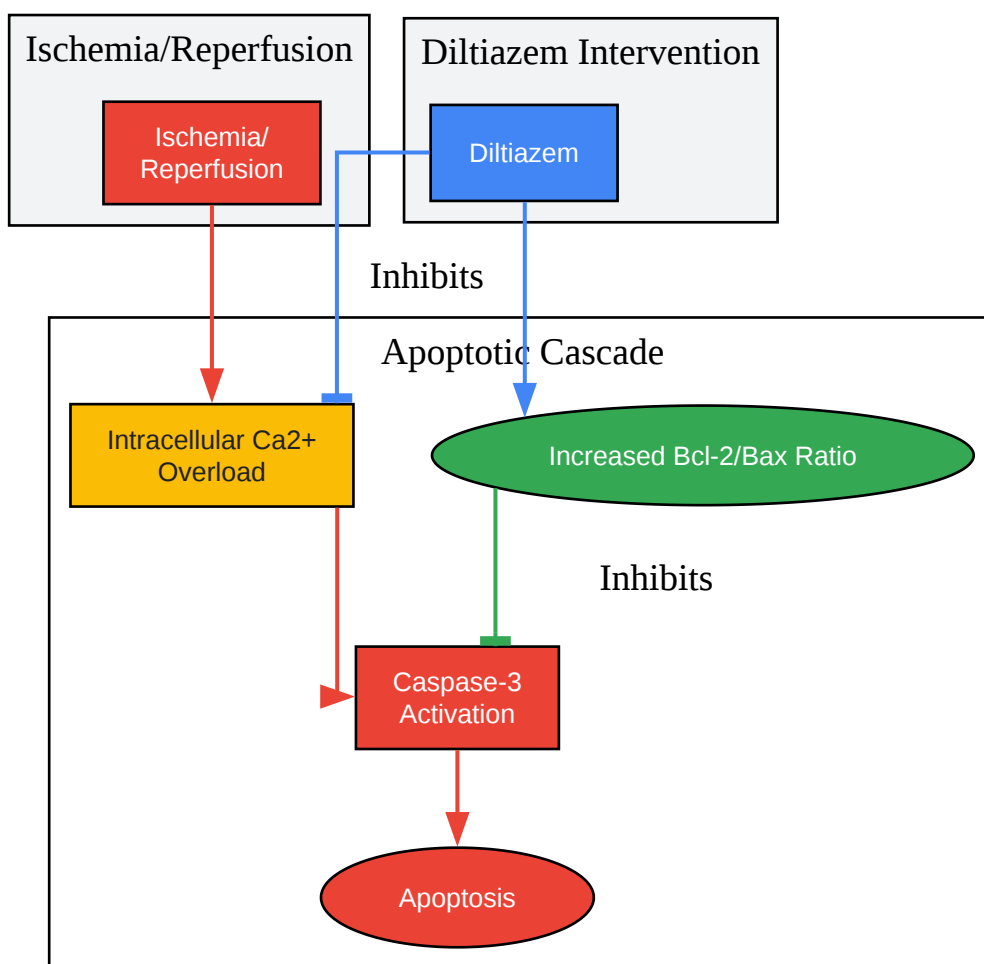 Ischemia/Reperfusion
Diltiazem Intervention
Ischemia/
Reperfusion
Diltiazem
Inhibits
Apoptotic Cascade
Intracellular Ca2+
Overload
Increased Bcl-2/Bax Ratio
Inhibits
Caspase-3
Activation
Apoptosis